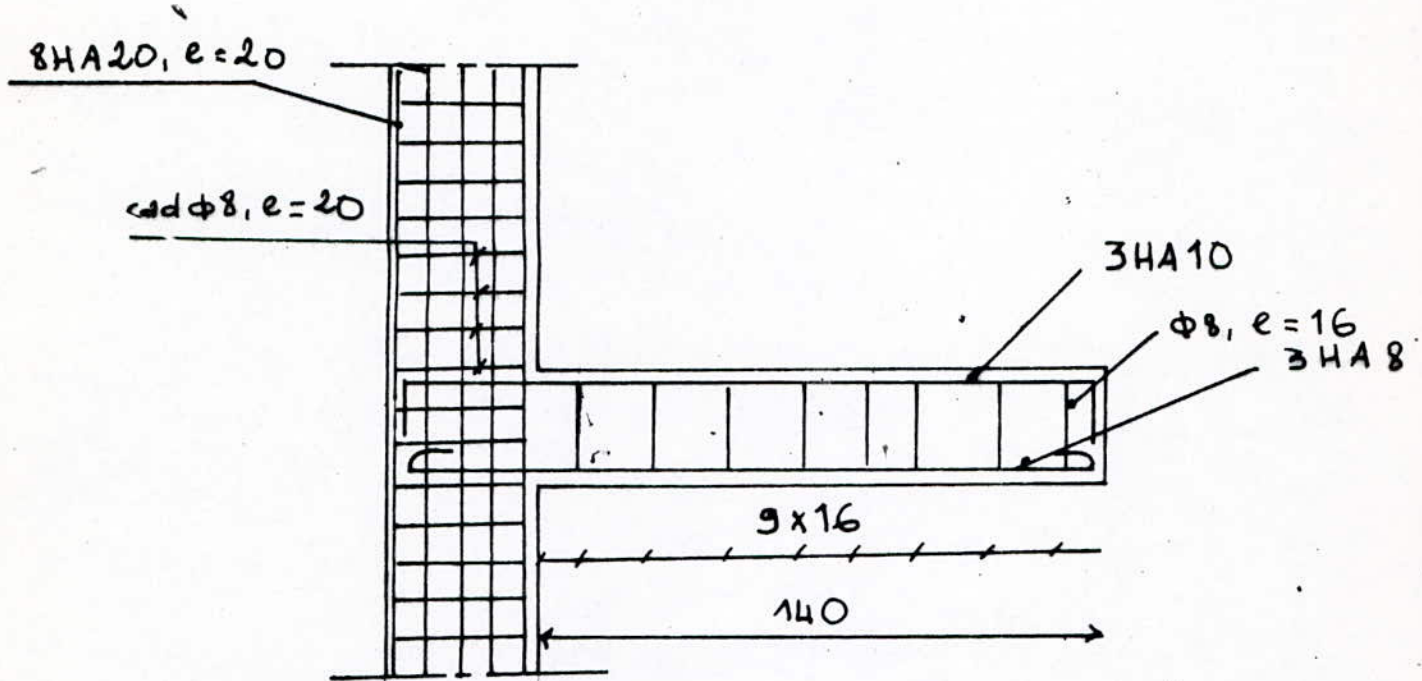 8HA20, e=20
cad φ8, e=20
3HA10
φ8, e=16
3HA8
9x16
140